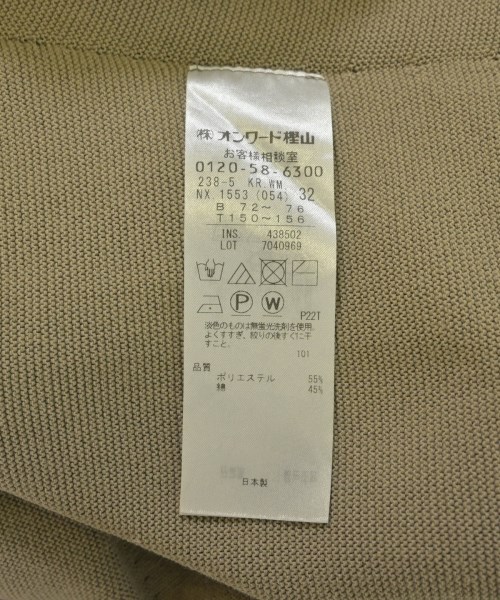 (株)オンワード樫山
お客様相談室
0120-58-6300
238-5 KR.WM
NX.1553(054) 32
B 72～ 76
T150～156
INS. 438502
LOT 7040969
P
W
P22T
淡色のものは無蛍光洗剤を使用,
よくすすぎ、絞りの後すぐに干
すこと。
101
品質
ポリエステル 55%
綿 45%
日本製